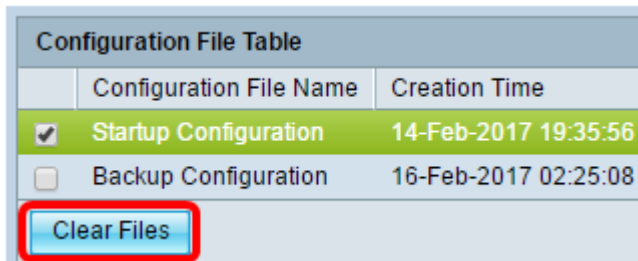 Configuration File Table
Configuration File Name Creation Time
Startup Configuration 14-Feb-2017 19:35:56
Backup Configuration 16-Feb-2017 02:25:08
Clear Files